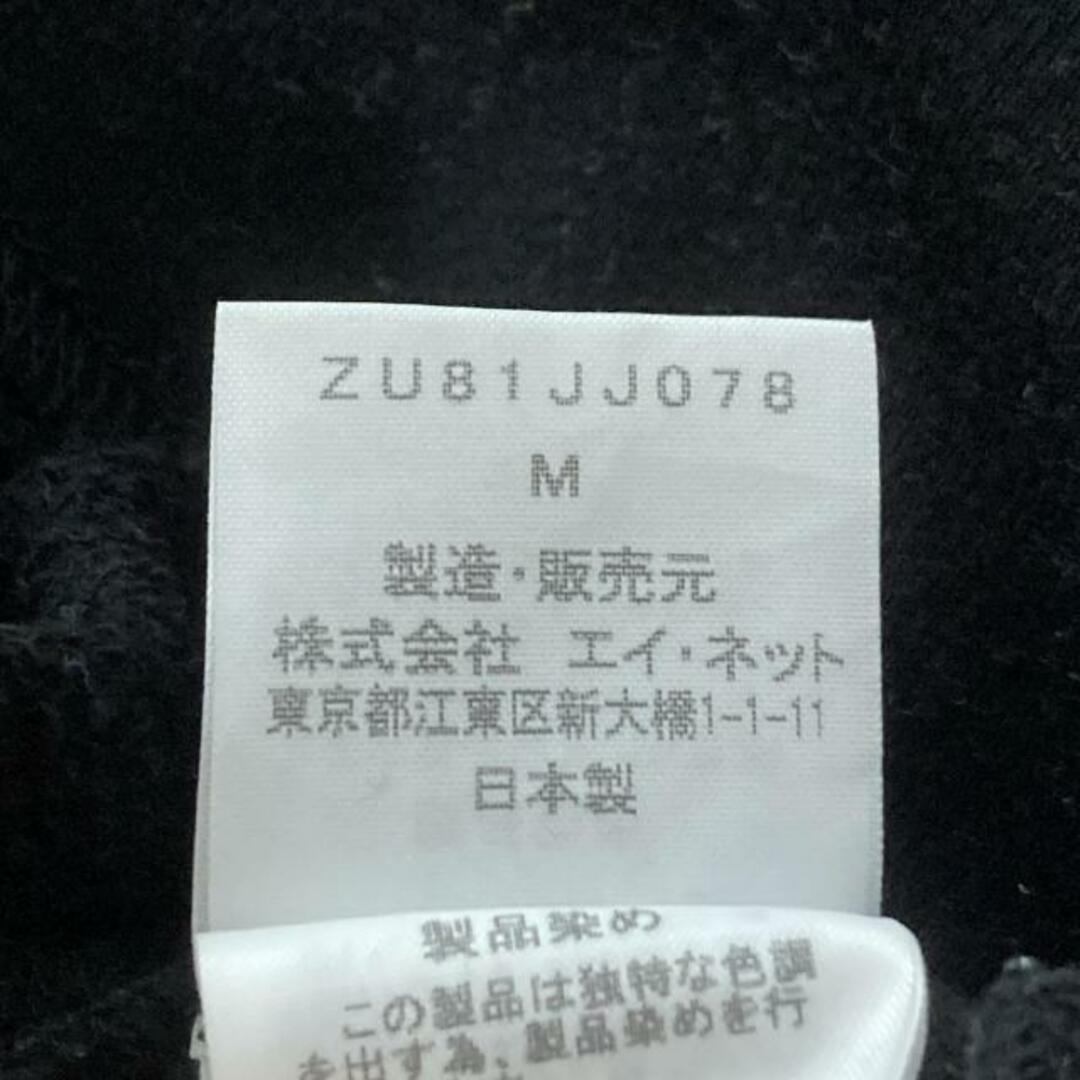 ZU81JJ078
M
製造・販売元
株式会社 エイ・ネット
東京都江東区新大橋1-1-11
日本製
製品染め
この製品は独特な色調
を出す為、製品染めを行